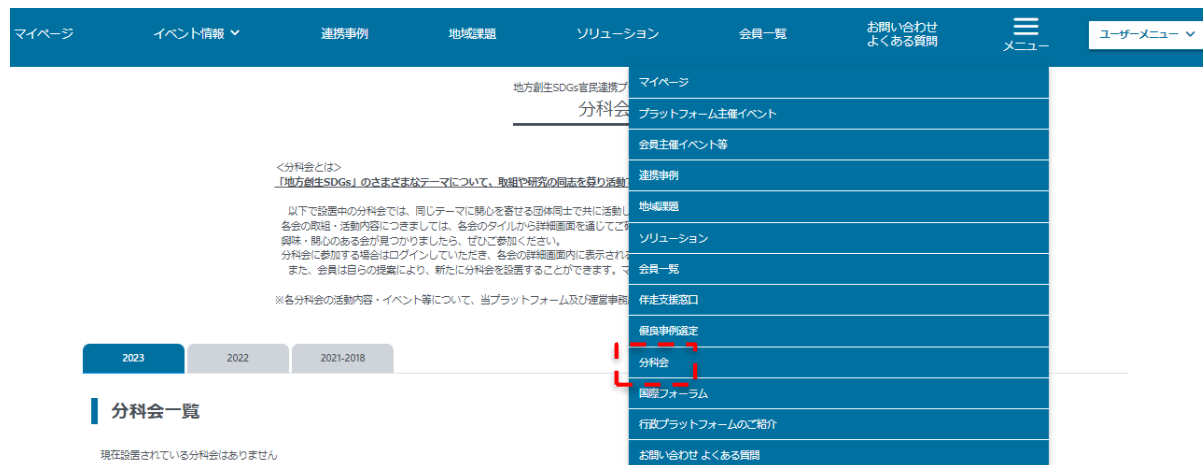 マイページ
イベント情報
連携事例
地域課題
ソリューション
会員一覧
お問い合わせ
よくある質問
メニュー
ユーザーメニュー
地方創生SDGs官民連携プ
分科会
<分科会とは>
「地方創生SDGs」のさまざまなテーマについて、取組や研究の同志を募り活動
以下で設置中の分科会では、同じテーマに関心を寄せる団体同士で共に活動し
各会の取組・活動内容につきましては、各会のタイルから詳細画面を通じてご
興味・関心のある会が見つかりましたら、ぜひご参加ください。
分科会に参加する場合はログインしていただき、各会の詳細画面内に表示され
また、会員は自らの提案により、新たに分科会を設置することができます。マ
※各分科会の活動内容・イベント等について、当プラットフォーム及び運営事務
マイページ
プラットフォーム主催イベント
会員主催イベント等
連携事例
地域課題
ソリューション
会員一覧
伴走支援窓口
優良事例選定
分科会
国際フォーラム
行政プラットフォームのご紹介
お問い合わせ よくある質問
2023
2022
2021-2018
分科会一覧
現在設置されている分科会はありません